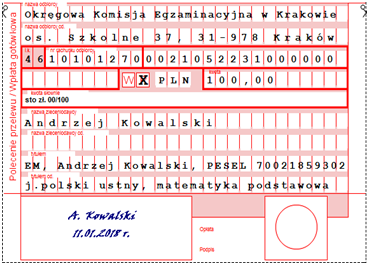 nazwa odbiorcy
Okręgowa Komisja Egzaminacyjna w Krakowie
nazwa odbiorcy cd
os. Szkolne 37, 31-978 Kraków
l.k. nr rachunku odbiorcy
46101012700021052231000000
kwota
W X PLN 100,00
kwota słownie
sto zł. 00/100
nazwa zleceniodawcy
Andrzej Kowalski
nazwa zleceniodawcy cd.
tytułem
EM, Andrzej Kowalski, PESEL 70021859302
tytułem cd.
j.polski ustny, matematyka podstawowa
A. Kowalski
11.01.2018 r.
Opłata
Podpis
Polecenie przelewu / Wpłata gotówkowa